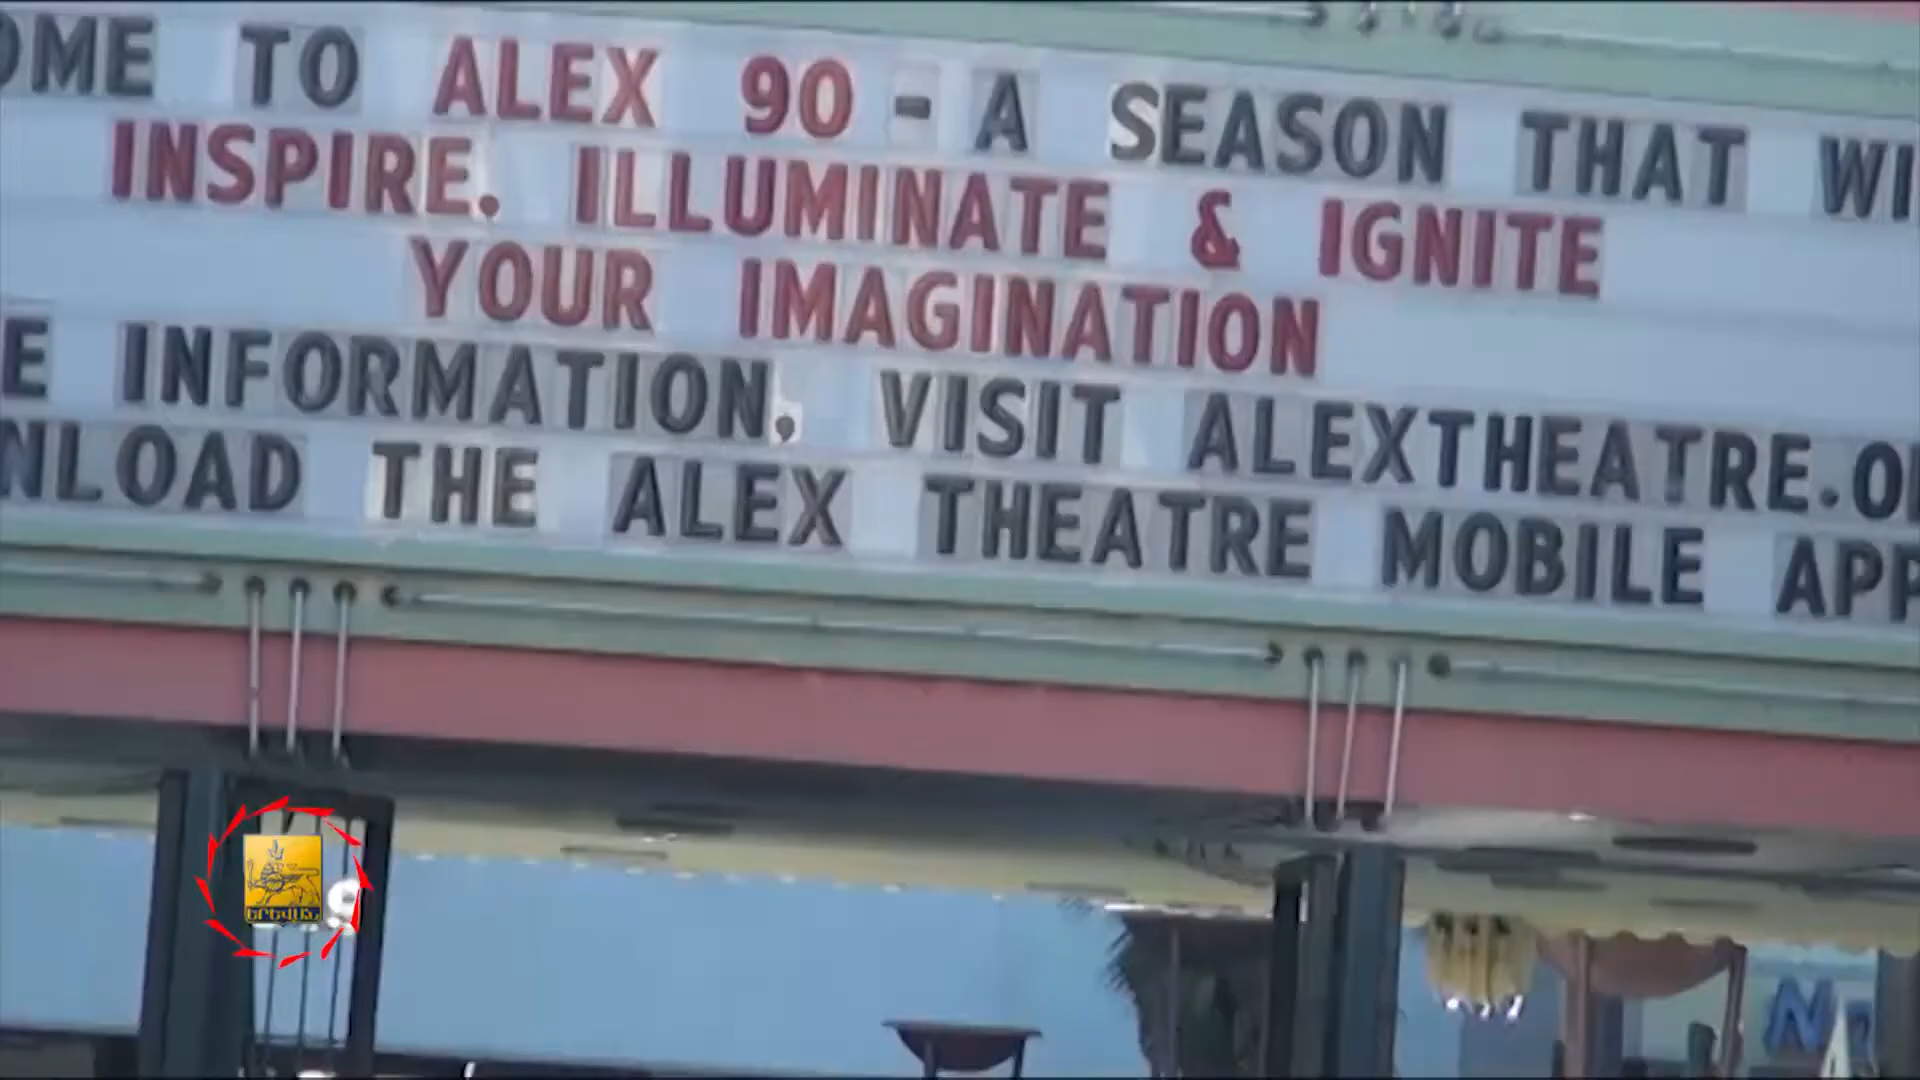 OME TO ALEX 90 - A SEASON THAT WI
INSPIRE, ILLUMINATE & IGNITE
YOUR IMAGINATION
E INFORMATION, VISIT ALEXTHEATRE.O
NLOAD THE ALEX THEATRE MOBILE APP
ԵՐԵՎԱՆ